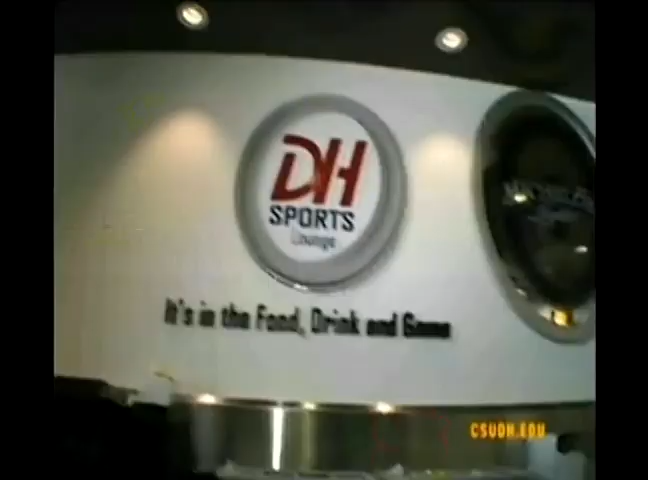 DH
SPORTS
Lounge
It's in the Food, Drink and Game
CSUDH.EDU